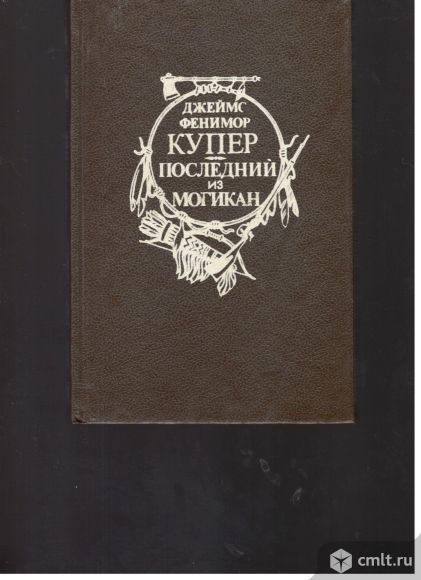 ДЖЕЙМС
ФЕНИМОР
КУПЕР
ПОСЛЕДНИЙ
ИЗ
МОГИКАН
cmlt.ru